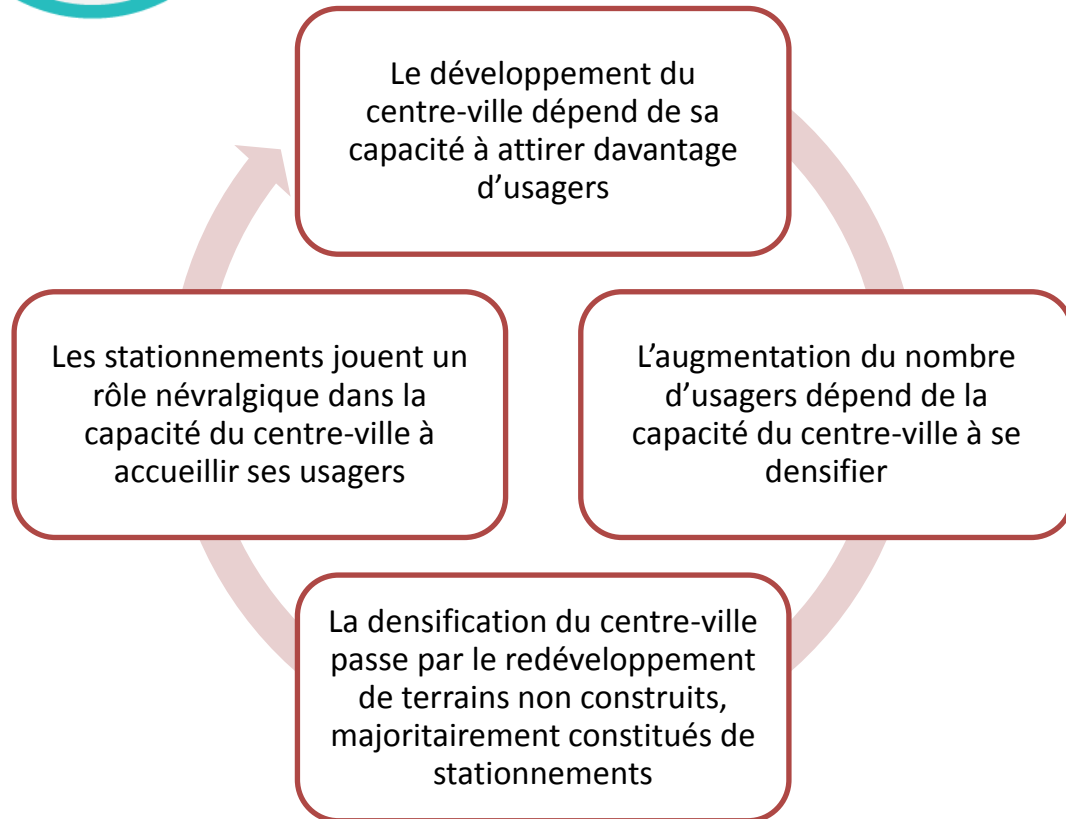 Le développement du
centre-ville dépend de sa
capacité à attirer davantage
d’usagers
L’augmentation du nombre
d’usagers dépend de la
capacité du centre-ville à se
densifier
La densification du centre-ville
passe par le redéveloppement
de terrains non construits,
majoritairement constitués de
stationnements
Les stationnements jouent un
rôle névralgique dans la
capacité du centre-ville à
accueillir ses usagers